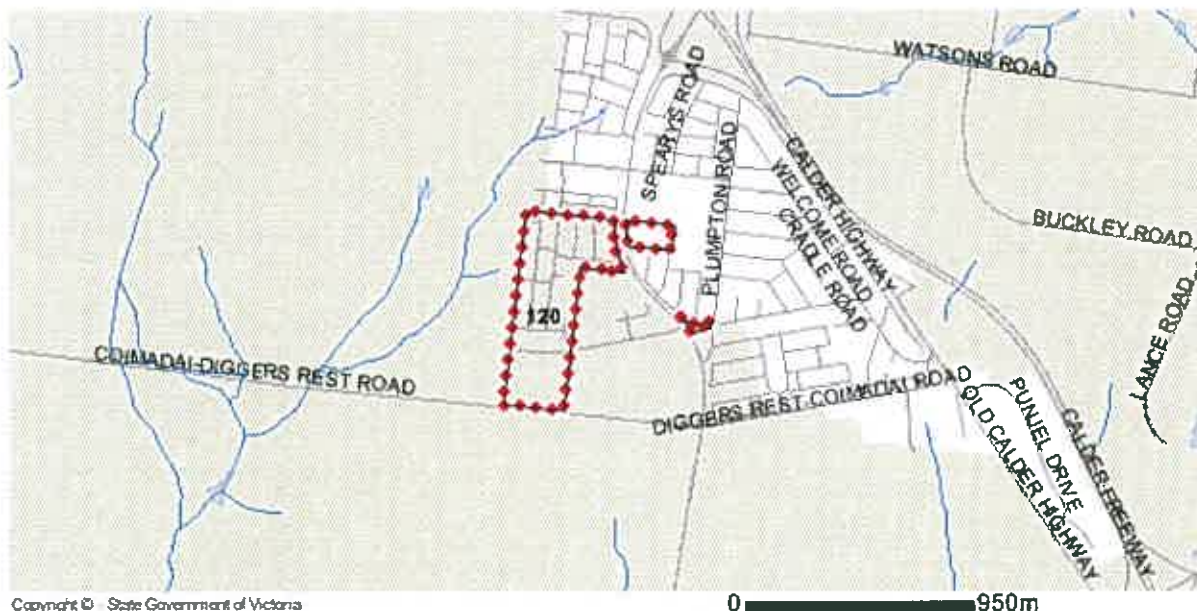 WATSONS ROAD
SPEARYS ROAD
PLUMPTON ROAD
CALDER HIGHWAY
WELCOME ROAD
CRADLE ROAD
BUCKLEY ROAD
LANCE ROAD
120
COIMADAI-DIGGERS REST ROAD
DIGGERS REST COIMADAI ROAD
PUNJEL DRIVE
OLD CALDER HIGHWAY
CALDER FREEWAY
Copyright © - State Government of Victoria
0 950m